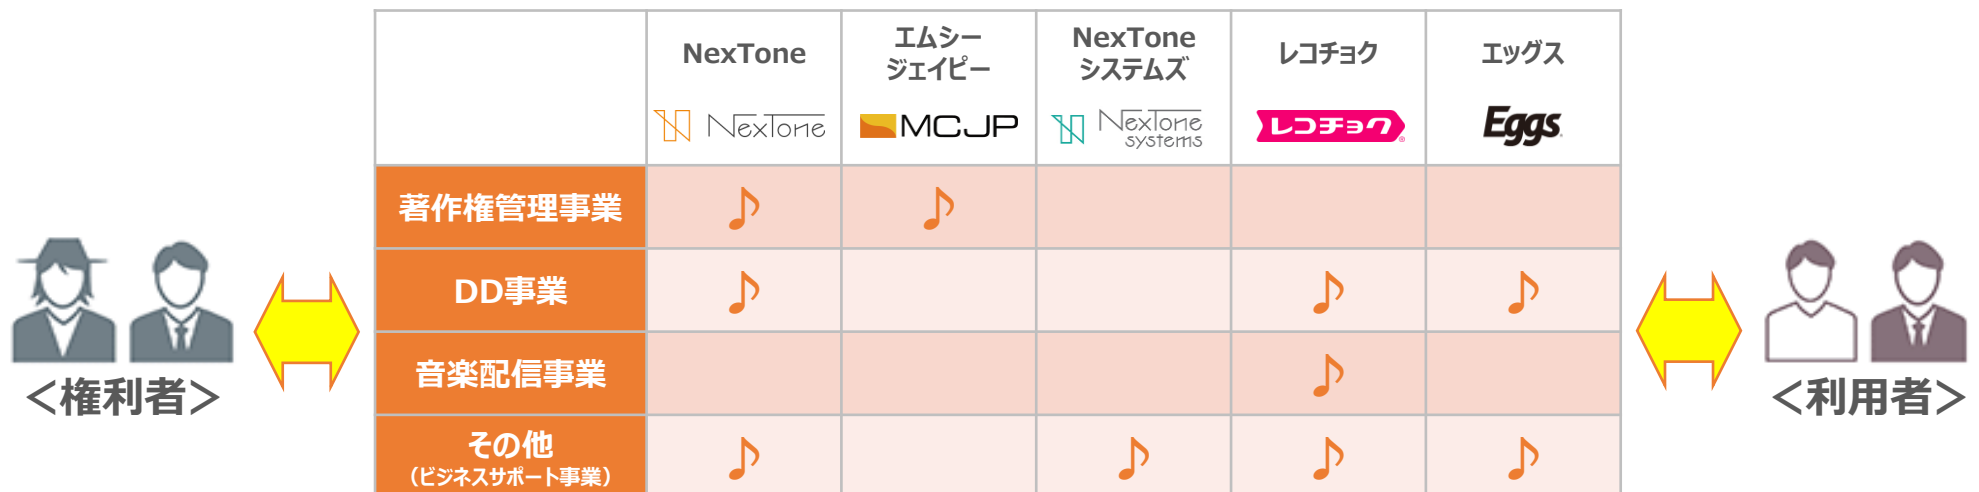 NexTone
エムシー
ジェイピー
NexTone
システムズ
レコチョク
エッグス
NexTone
MCJP
NexTone
systems
レコチョク®
Eggs
著作権管理事業
DD事業
音楽配信事業
その他
(ビジネスサポート事業)
＜権利者＞
＜利用者＞